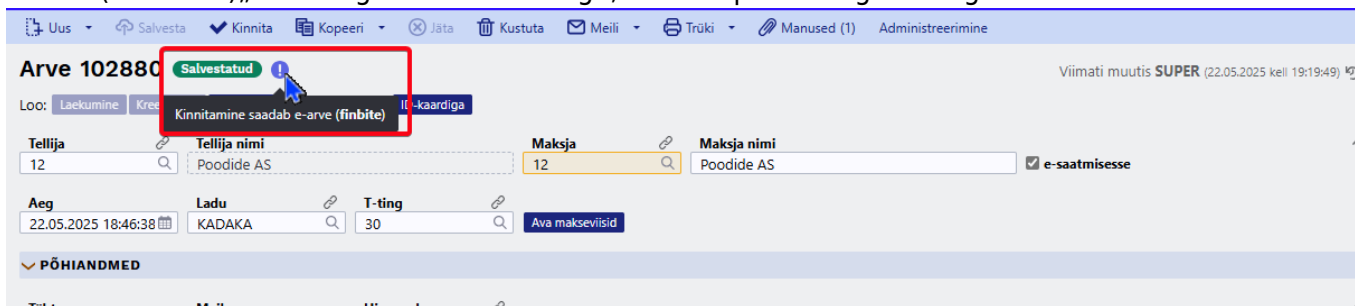 Uus Salvesta Kinnita Kopeeri Jäta Kustuta Meili Trüki Manused (1) Administreerimine
Arve 102880 Salvestatud Viimati muutis SUPER (22.05.2025 kell 19:19:49)
Loo: Laekumine ID-kaardiga
Kinnitamine saadab e-arve (finbite)
Tellija Tellija nimi Maksja Maksja nimi
12 Poodide AS 12 Poodide AS e-saatmisesse
Aeg Ladu T-ting
22.05.2025 18:46:38 KADAKA 30 Ava makseviisid
PÕHIANDMED